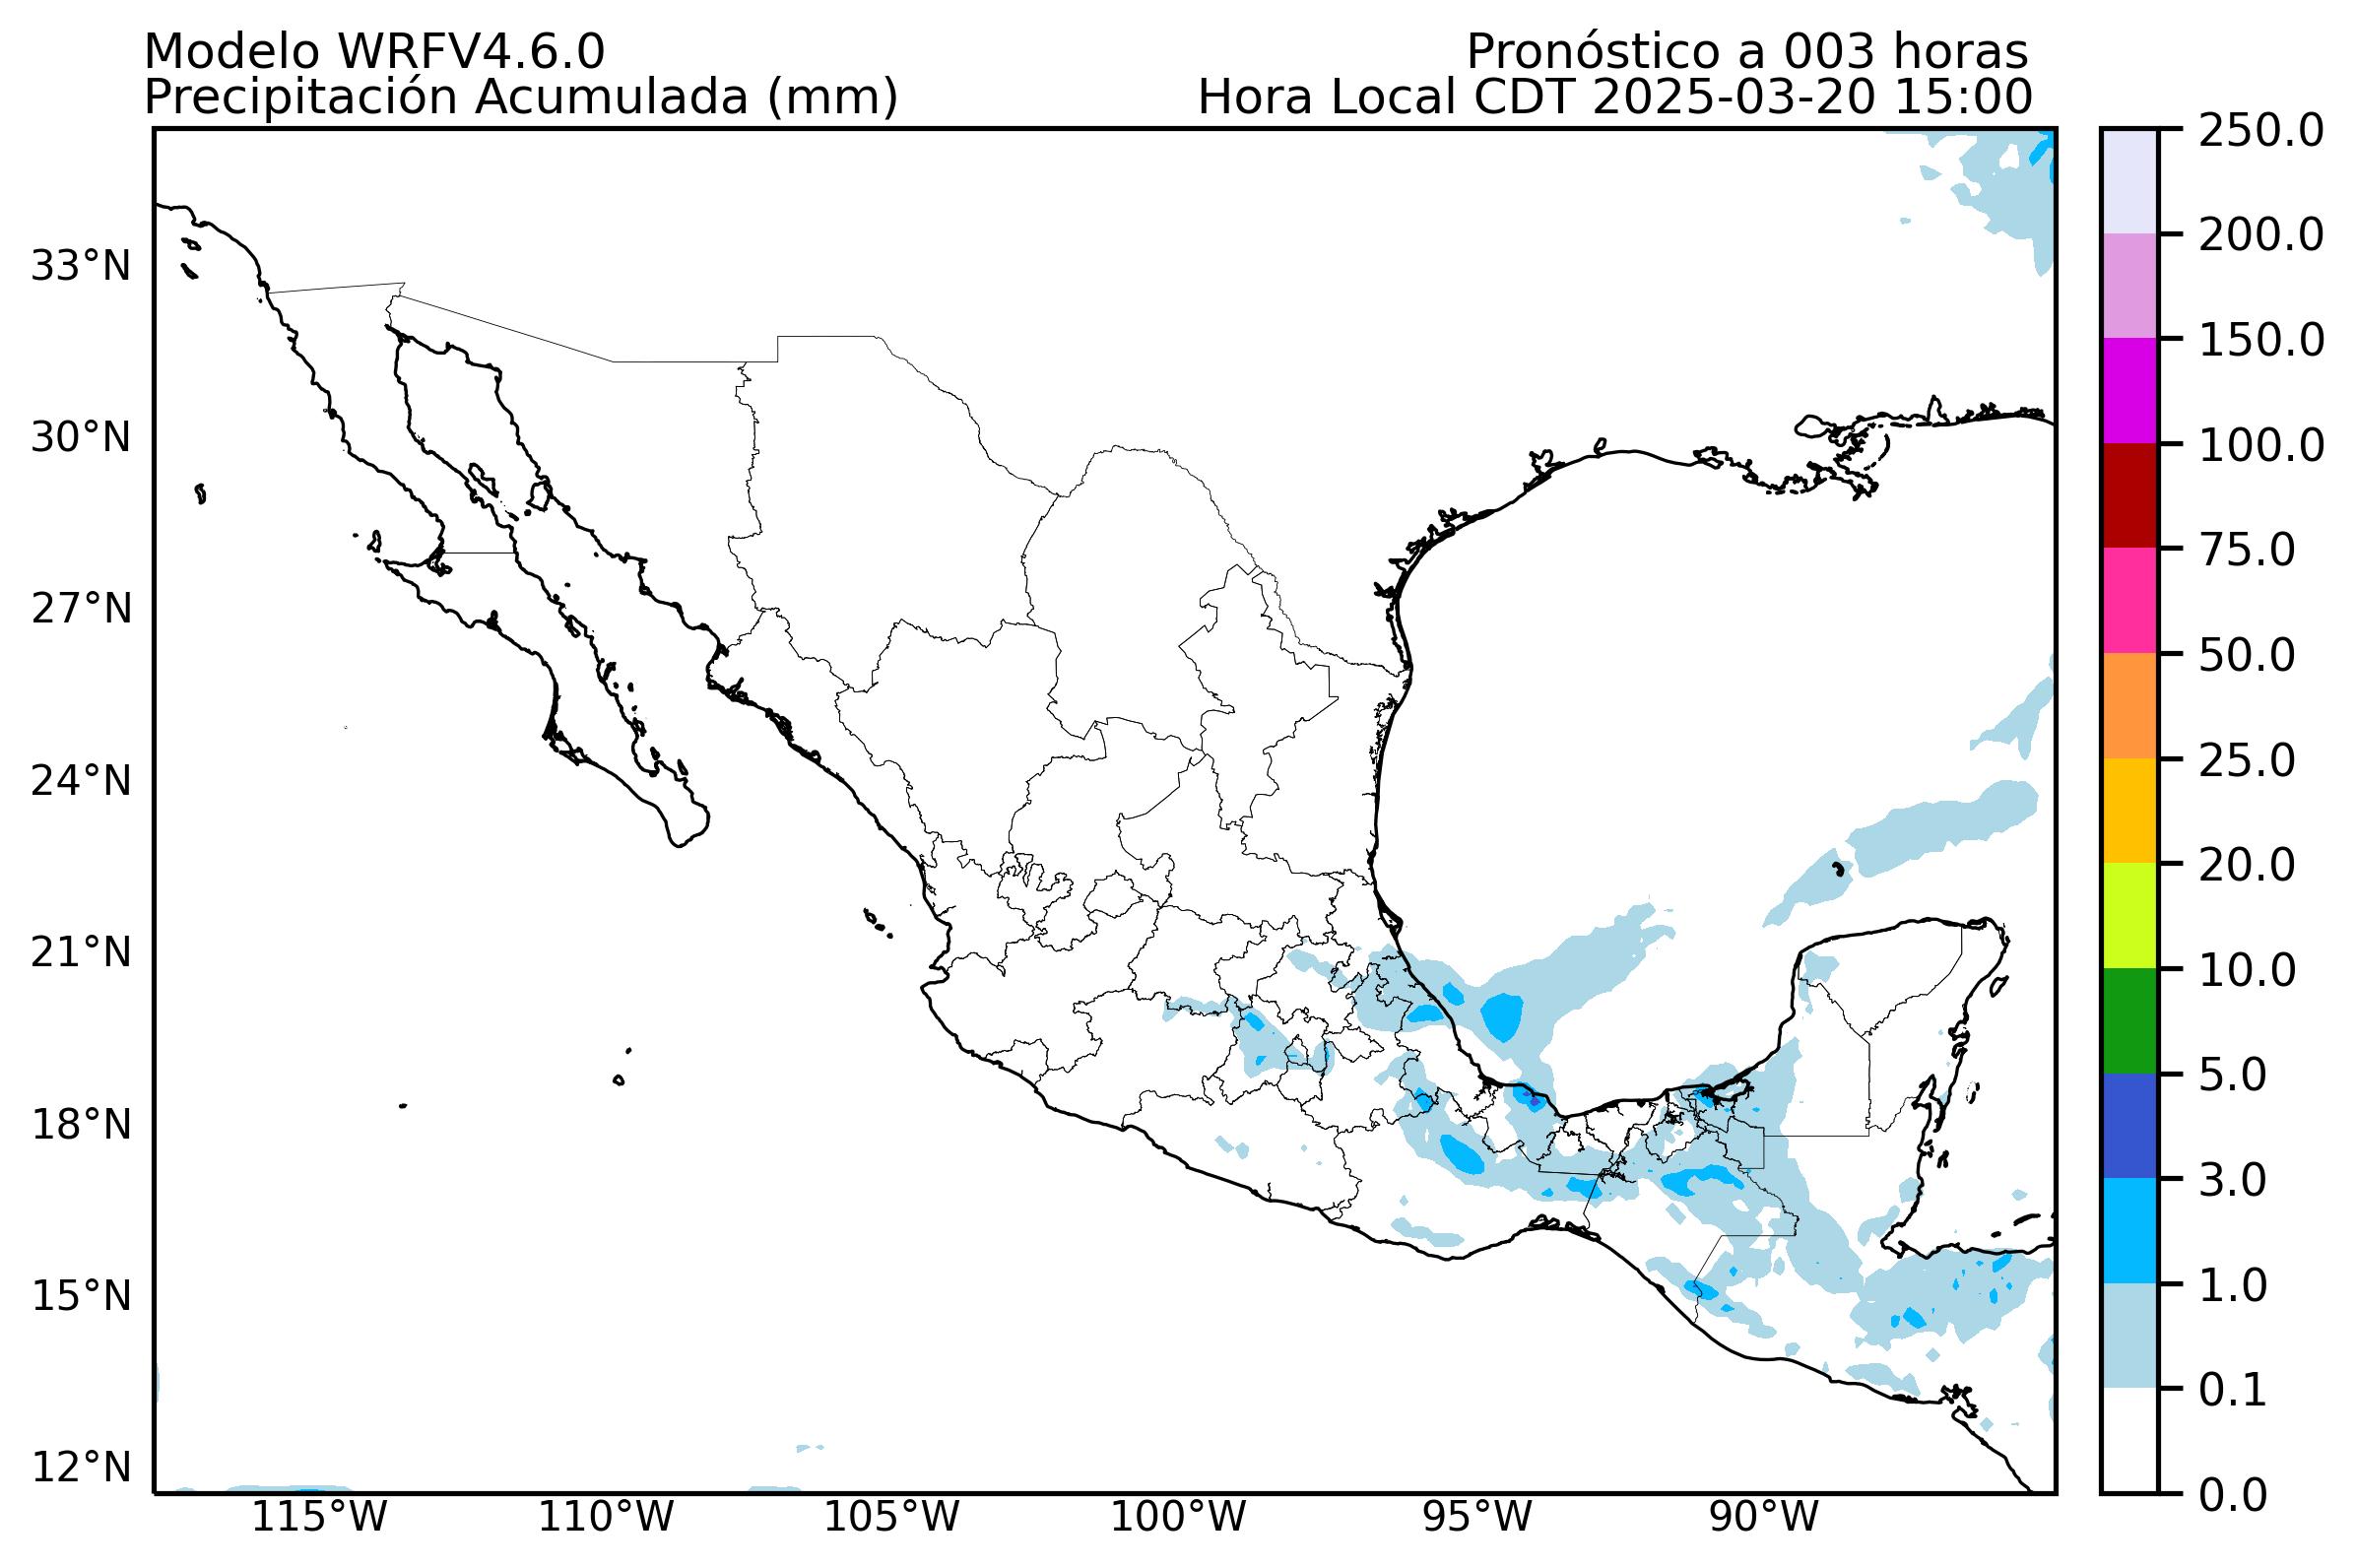 Modelo WRFV4.6.0
Pronóstico a 003 horas
Precipitación Acumulada (mm)
Hora Local CDT 2025-03-20 15:00
33°N
30°N
27°N
24°N
21°N
18°N
15°N
12°N
115°W
110°W
105°W
100°W
95°W
90°W
250.0
200.0
150.0
100.0
75.0
50.0
25.0
20.0
10.0
5.0
3.0
1.0
0.1
0.0